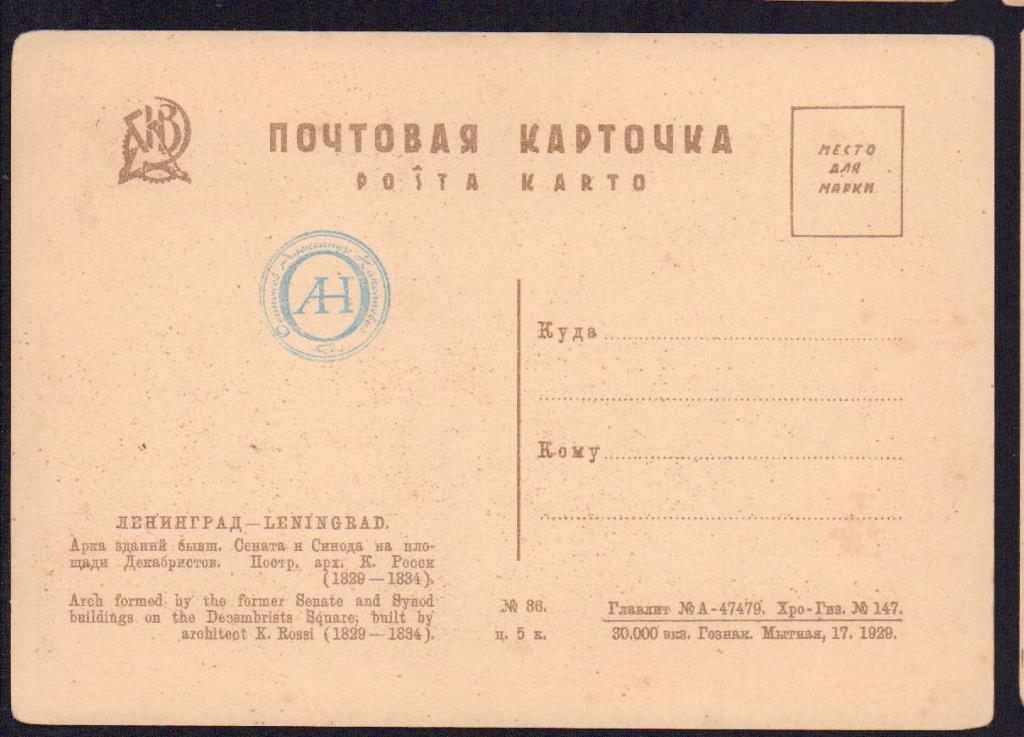 АХР
ПОЧТОВАЯ КАРТОЧКА
POŜTA KARTO
МЕСТО
ДЛЯ
МАРКИ
Александр
АН
Куда
Кому
ЛЕНИНГРАД — LENINGRAD.
Арка зданий бывш. Сената и Синода на пло-
щади Декабристов. Постр. арх. К. Росси
(1829 — 1834).
Arch formed by the former Senate and Synod
buildings on the Decembrists Square; built by
architect K. Rossi (1829 — 1834).
№ 36.
ц. 5 к.
Главлит № А-47479. Хро-Гиз. № 147.
30.000 экз. Гознак. Мытная, 17. 1929.